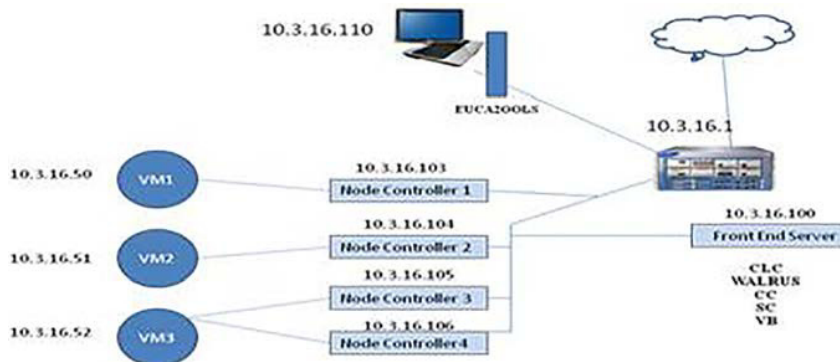 10.3.16.110
EUCA2OOLS
10.3.16.1
10.3.16.50
VM1
10.3.16.103
Node Controller 1
10.3.16.100
Front End Server
10.3.16.104
Node Controller 2
10.3.16.51
VM2
10.3.16.105
Node Controller 3
CLC
WALRUS
CC
SC
VB
10.3.16.52
VM3
10.3.16.106
Node Controller4